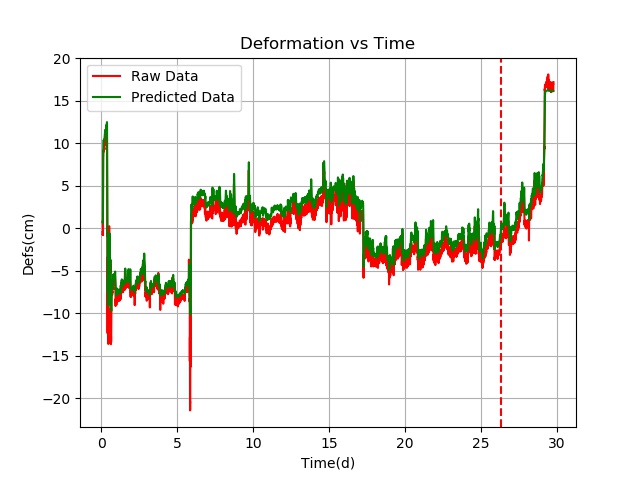 Deformation vs Time
Raw Data
Predicted Data
20
15
10
5
0
−5
−10
−15
−20
Defs(cm)
0 5 10 15 20 25 30
Time(d)